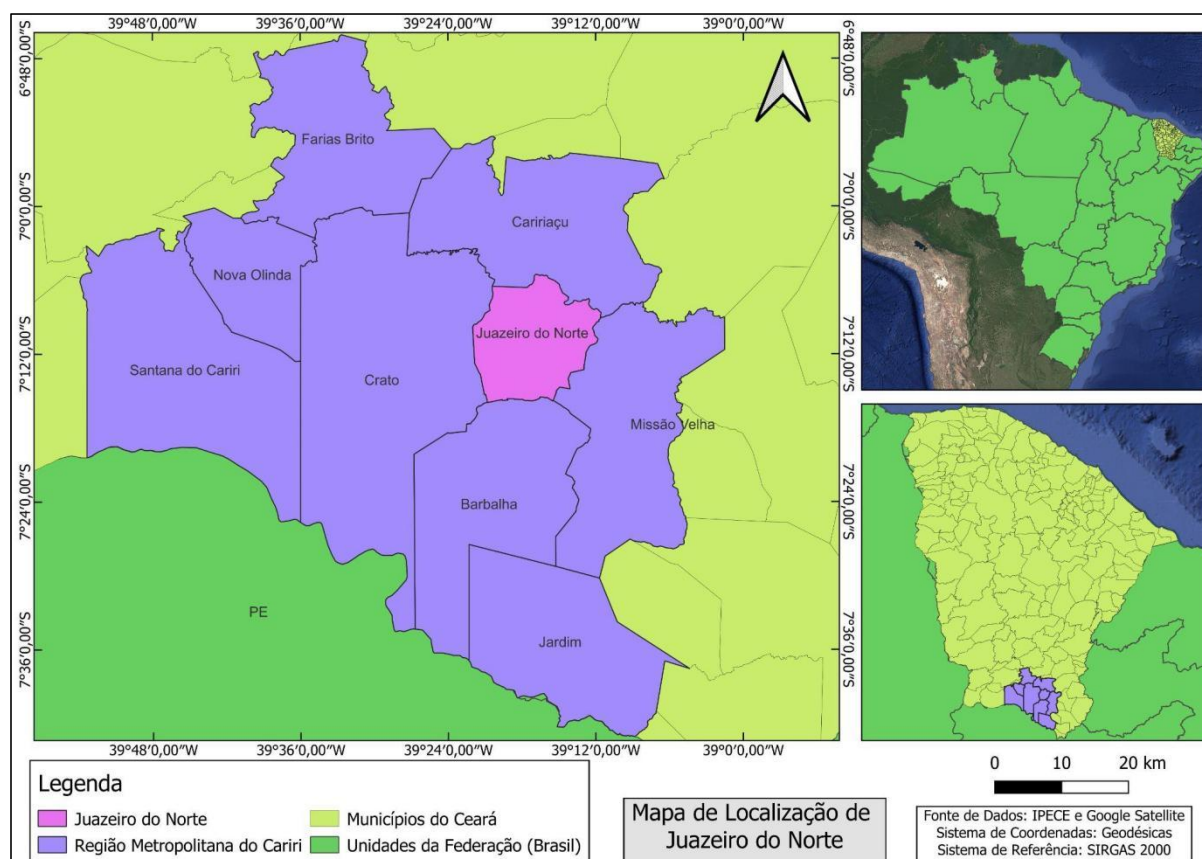 39°48'0,00"W 39°36'0,00"W 39°24'0,00"W 39°12'0,00"W 39°0'0,00"W
6°48'0,00"S
6°48'0,00"S
7°0'0,00"S
7°0'0,00"S
7°12'0,00"S
7°12'0,00"S
7°24'0,00"S
7°24'0,00"S
7°36'0,00"S
7°36'0,00"S
Farias Brito
Caririaçu
Nova Olinda
Juazeiro do Norte
Santana do Cariri
Crato
Missão Velha
Barbalha
PE
Jardim
39°48'0,00"W 39°36'0,00"W 39°24'0,00"W 39°12'0,00"W 39°0'0,00"W
0 10 20 km
Legenda
Juazeiro do Norte
Municípios do Ceará
Região Metropolitana do Cariri
Unidades da Federação (Brasil)
Mapa de Localização de
Juazeiro do Norte
Fonte de Dados: IPECE e Google Satellite
Sistema de Coordenadas: Geodésicas
Sistema de Referência: SIRGAS 2000